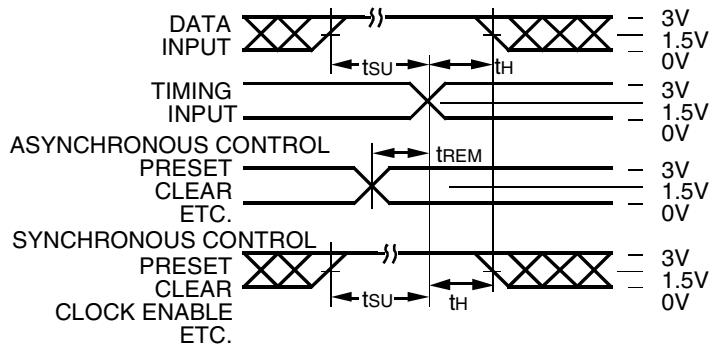 DATA
INPUT
3V
1.5V
0V
tSU
tH
TIMING
INPUT
3V
1.5V
0V
ASYNCHRONOUS CONTROL
PRESET
CLEAR
ETC.
tREM
3V
1.5V
0V
SYNCHRONOUS CONTROL
PRESET
CLEAR
CLOCK ENABLE
ETC.
tSU
tH
3V
1.5V
0V